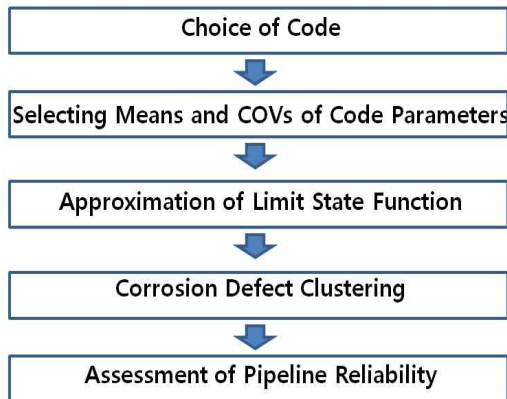 Choice of Code
Selecting Means and COVs of Code Parameters
Approximation of Limit State Function
Corrosion Defect Clustering
Assessment of Pipeline Reliability